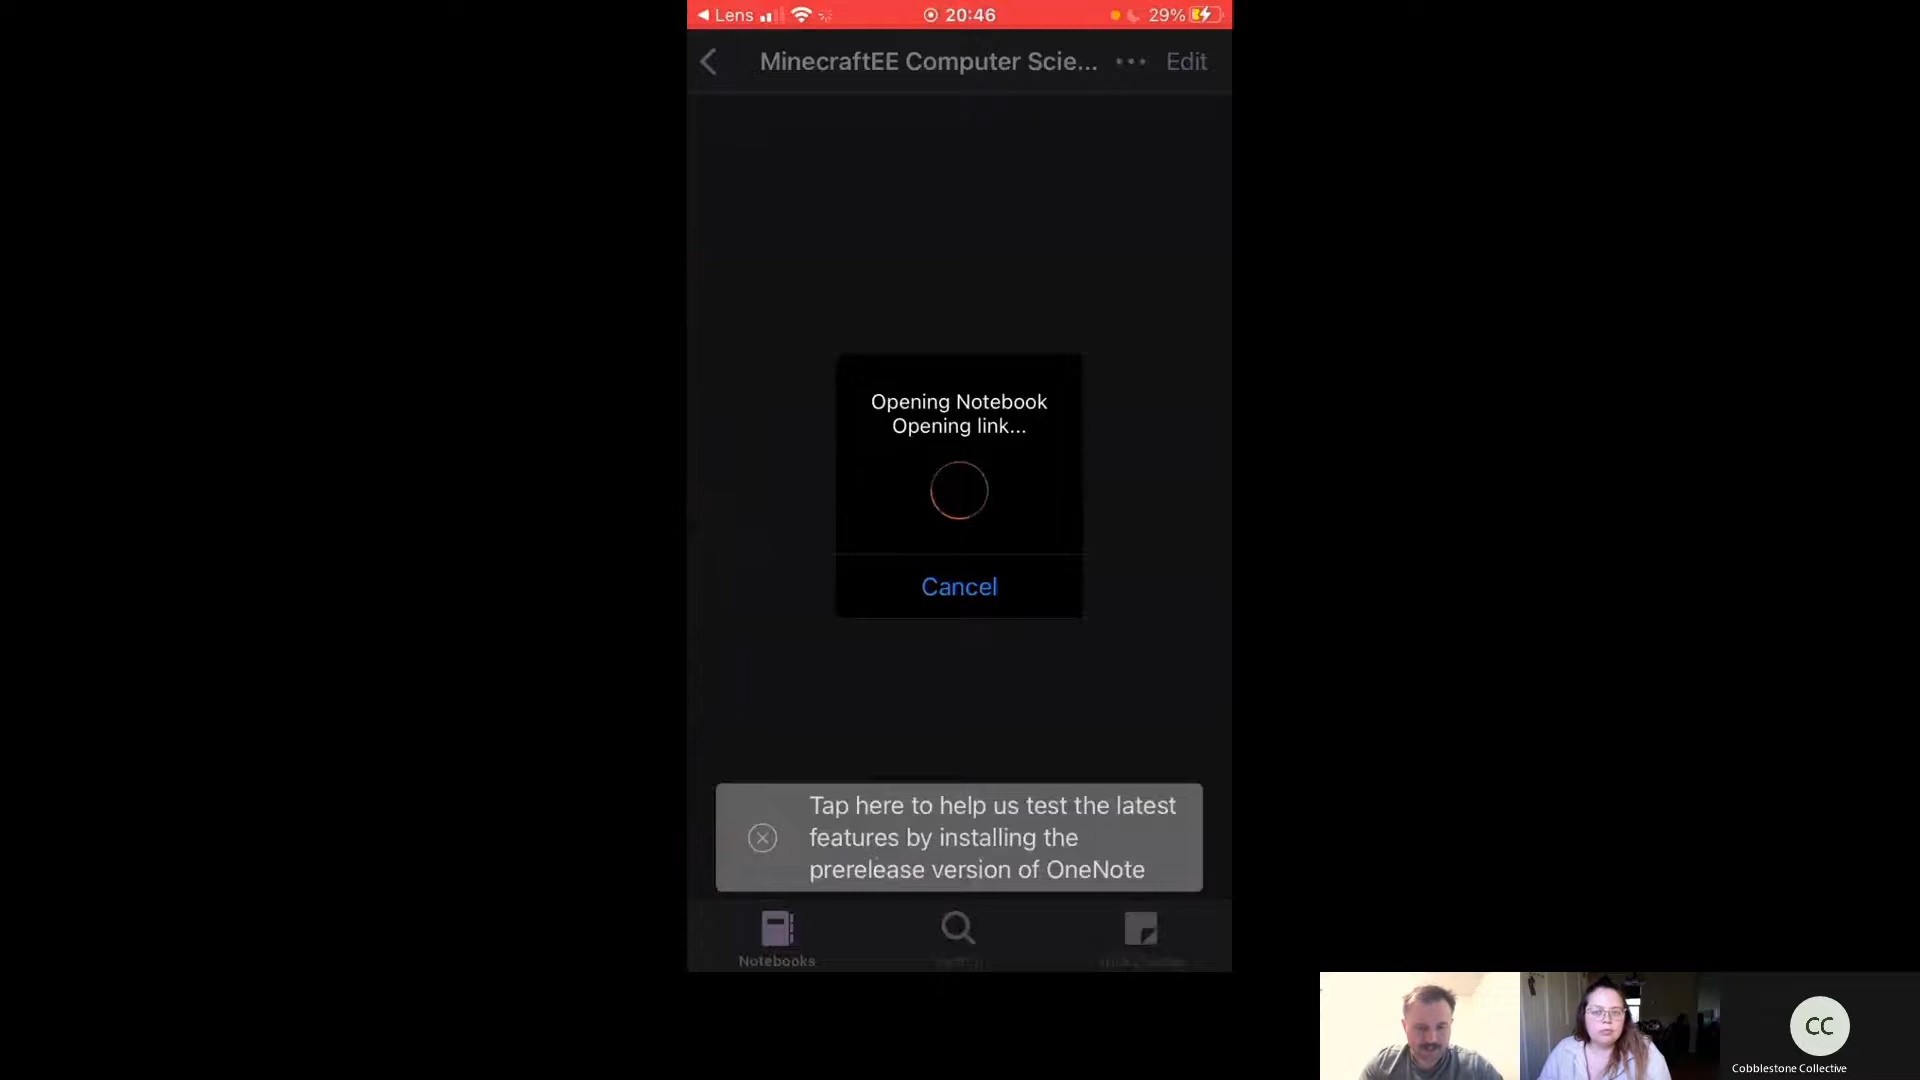 Lens
20:46
29%
MinecraftEE Computer Scie...
Edit
Opening Notebook
Opening link...
Cancel
Tap here to help us test the latest
features by installing the
prerelease version of OneNote
Notebooks
CC
Cobblestone Collective